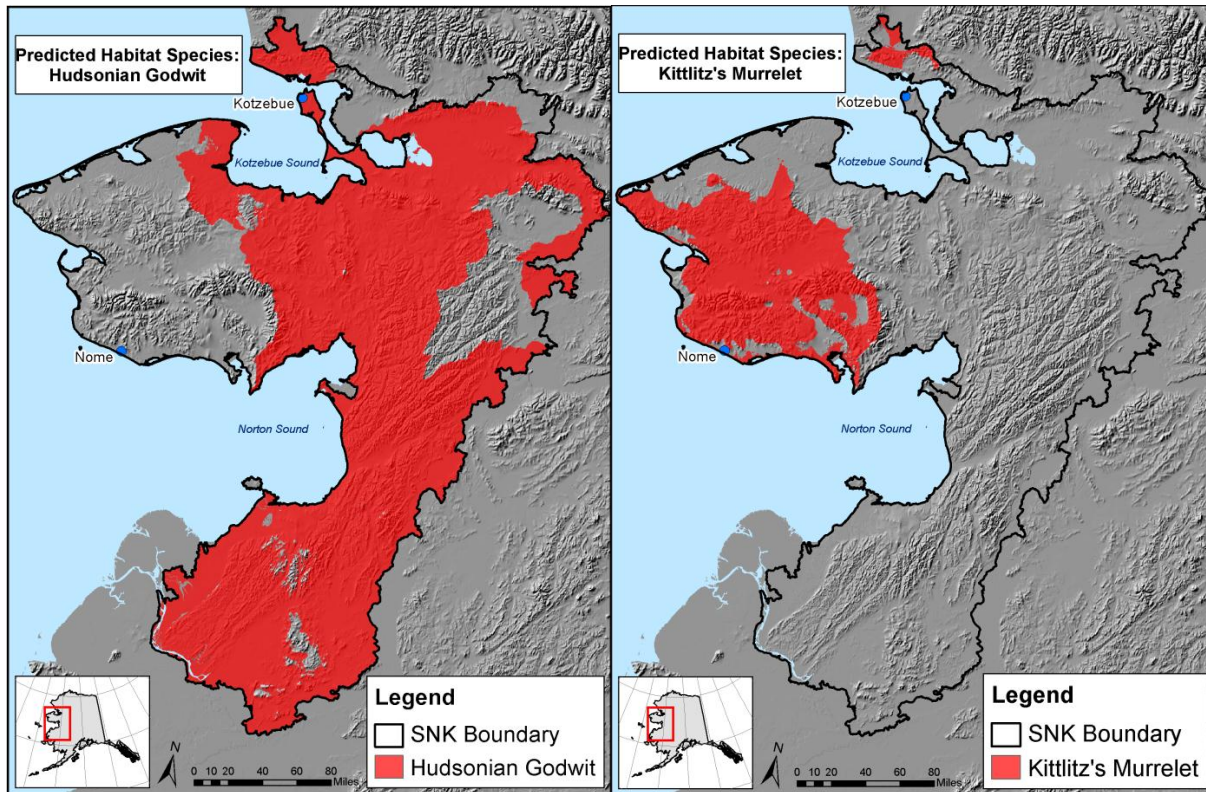 Predicted Habitat Species:
Hudsonian Godwit
Kotzebue
Kotzebue Sound
Nome
Norton Sound
N
0 10 20 40 60 80
Miles
Legend
SNK Boundary
Hudsonian Godwit
Predicted Habitat Species:
Kittlitz's Murrelet
Kotzebue
Kotzebue Sound
Nome
Norton Sound
N
0 10 20 40 60 80
Miles
Legend
SNK Boundary
Kittlitz's Murrelet